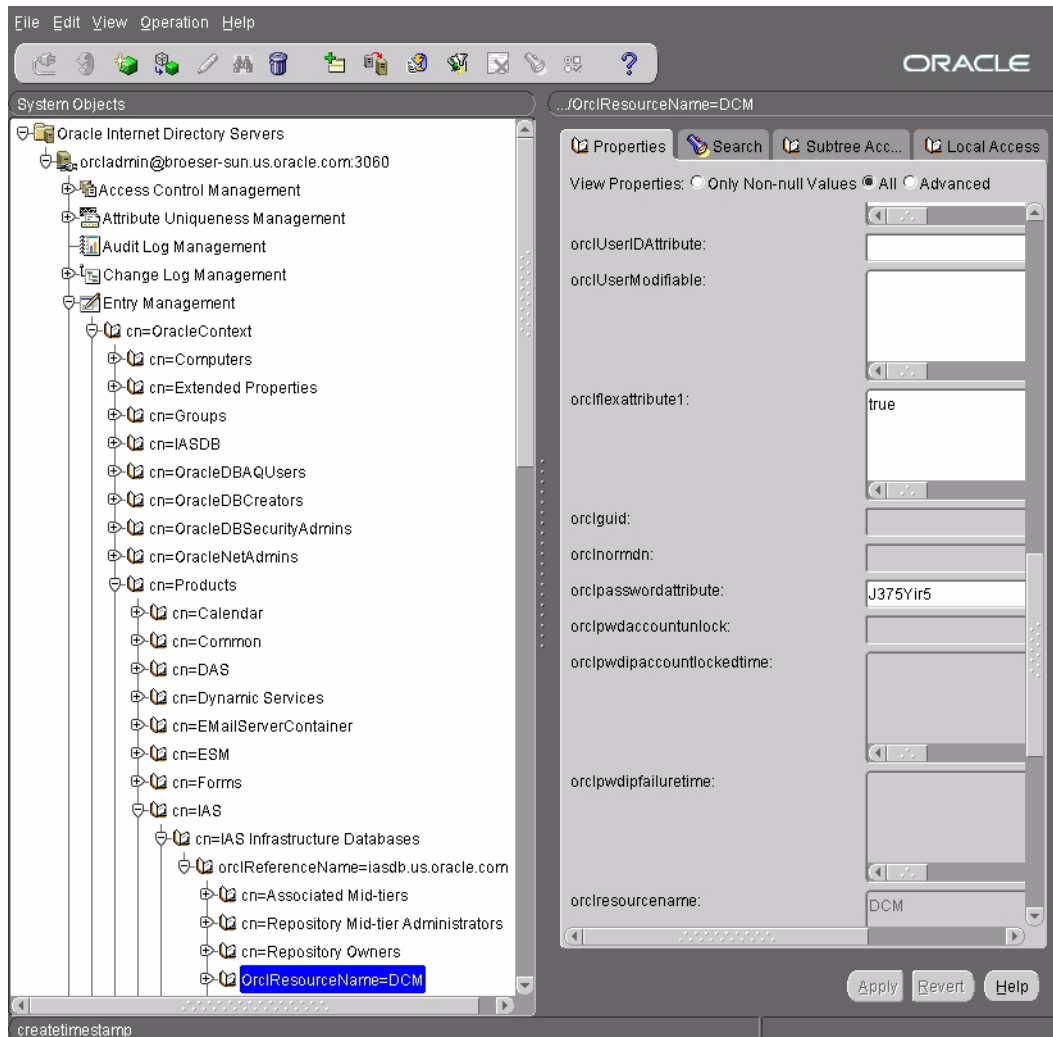 File Edit View Operation Help
ORACLE
System Objects
Oracle Internet Directory Servers
orcladmin@broeser-sun.us.oracle.com:3060
Access Control Management
Attribute Uniqueness Management
Audit Log Management
Change Log Management
Entry Management
cn=OracleContext
cn=Computers
cn=Extended Properties
cn=Groups
cn=IASDB
cn=OracleDBAQUsers
cn=OracleDBCreators
cn=OracleDBSecurityAdmins
cn=OracleNetAdmins
cn=Products
cn=Calendar
cn=Common
cn=DAS
cn=Dynamic Services
cn=EMailServerContainer
cn=ESM
cn=Forms
cn=IAS
cn=IAS Infrastructure Databases
orclReferenceName=iasdb.us.oracle.com
cn=Associated Mid-tiers
cn=Repository Mid-tier Administrators
cn=Repository Owners
OrclResourceName=DCM
createtimestamp
.../OrclResourceName=DCM
Properties Search Subtree Acc... Local Access
View Properties: Only Non-null Values All Advanced
orclUserIDAttribute:
orclUserModifiable:
orclflexattribute1: true
orclguid:
orclnormdn:
orclpasswordattribute: J375Yir5
orclpwdaccountunlock:
orclpwdipaccountlockedtime:
orclpwdipfailuretime:
orclresourcename: DCM
Apply Revert Help